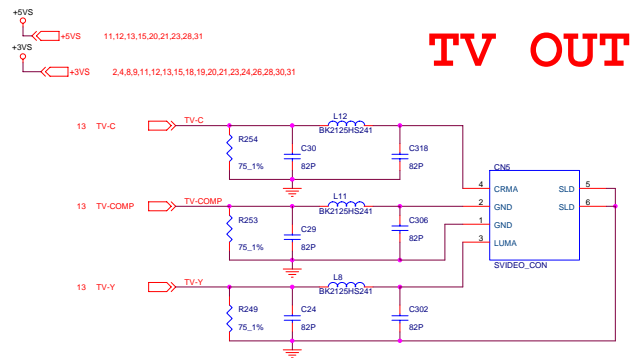 +5VS
+5VS 11,12,13,15,20,21,23,28,31
+3VS
+3VS 2,4,8,9,11,12,13,15,18,19,20,21,23,24,26,28,30,31
TV OUT
13 TV-C TV-C
L12
BK2125HS241
R254
75_1%
C30
82P
C318
82P
13 TV-COMP TV-COMP
L11
BK2125HS241
R253
75_1%
C29
82P
C306
82P
13 TV-Y TV-Y
L8
BK2125HS241
R249
75_1%
C24
82P
C302
82P
CN5
4 CRMA SLD 5
2 GND SLD 6
1 GND
3 LUMA
SVIDEO_CON